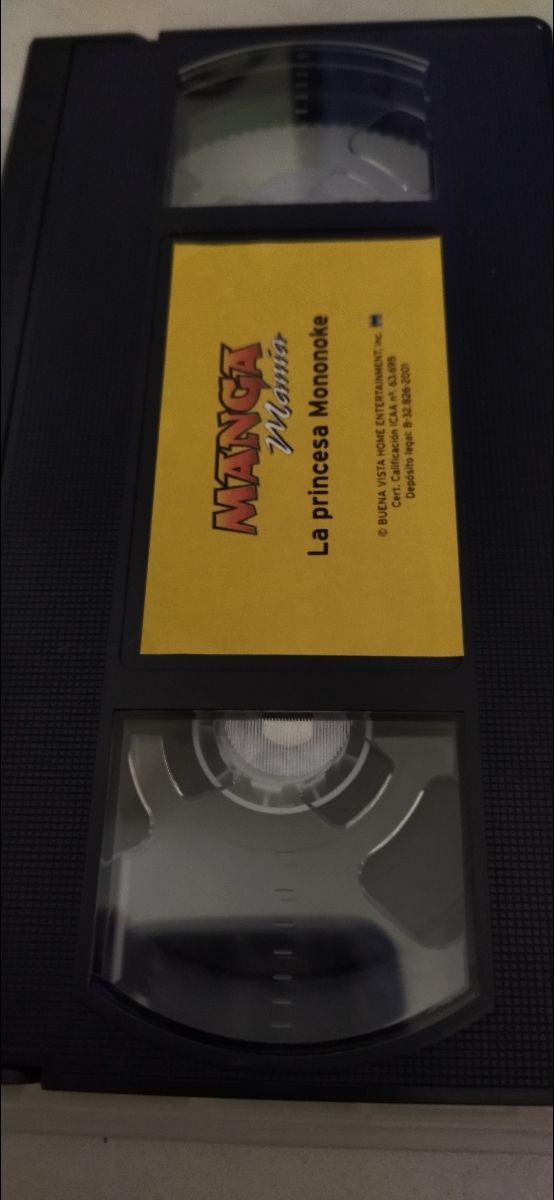 MANGA
Manía
La princesa Mononoke
© BUENA VISTA HOME ENTERTAINMENT, Inc.
Cert. Calificación ICAA nº. 63.695
Depósito legal: B-32.826-2001